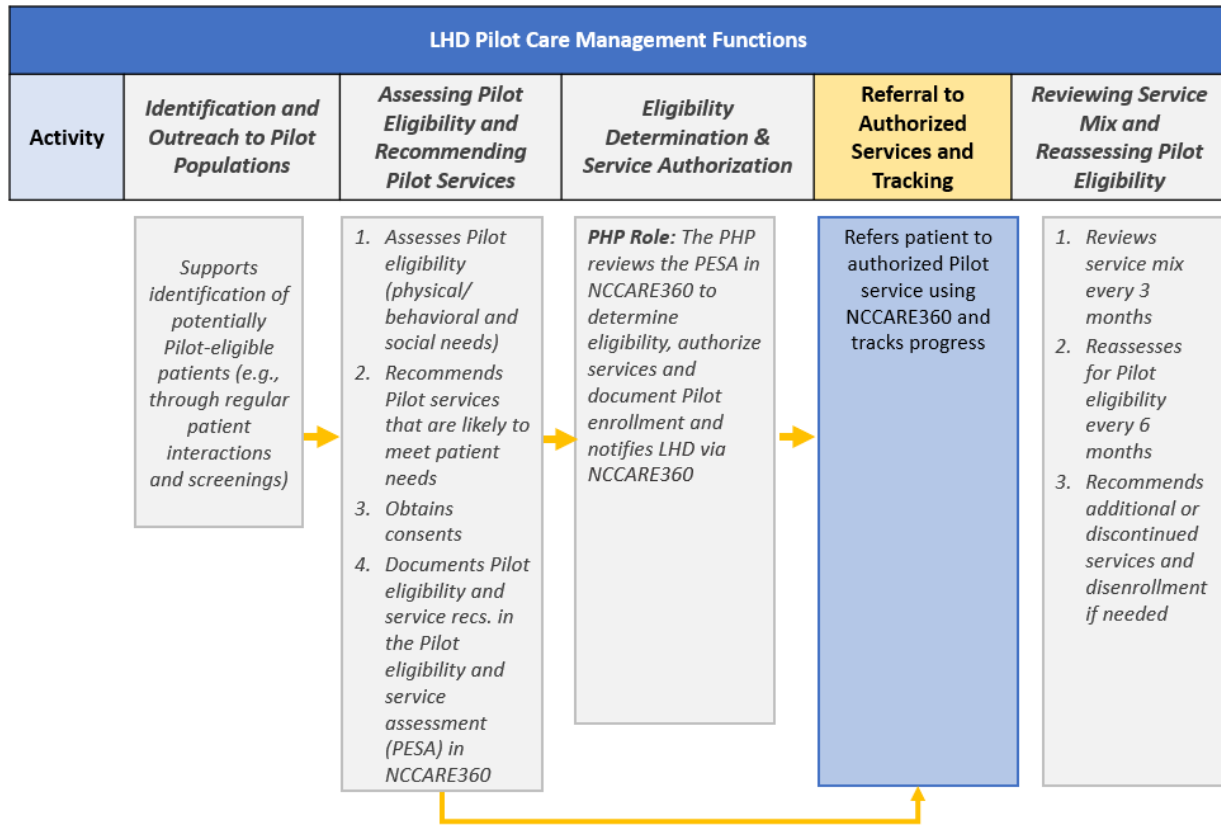 LHD Pilot Care Management Functions
Activity
Identification and
Outreach to Pilot
Populations
Assessing Pilot
Eligibility and
Recommending
Pilot Services
Eligibility
Determination &
Service Authorization
Referral to
Authorized
Services and
Tracking
Reviewing Service
Mix and
Reassessing Pilot
Eligibility
Supports
identification of
potentially
Pilot-eligible
patients (e.g.,
through regular
patient
interactions
and screenings)
1. Assesses Pilot
eligibility
(physical/
behavioral and
social needs)
2. Recommends
Pilot services
that are likely to
meet patient
needs
3. Obtains
consents
4. Documents Pilot
eligibility and
service recs. in
the Pilot
eligibility and
service
assessment
(PESA) in
NCCARE360
PHP Role: The PHP
reviews the PESA in
NCCARE360 to
determine
eligibility, authorize
services and
document Pilot
enrollment and
notifies LHD via
NCCARE360
Refers patient to
authorized Pilot
service using
NCCARE360 and
tracks progress
1. Reviews
service mix
every 3
months
2. Reassesses
for Pilot
eligibility
every 6
months
3. Recommends
additional or
discontinued
services and
disenrollment
if needed